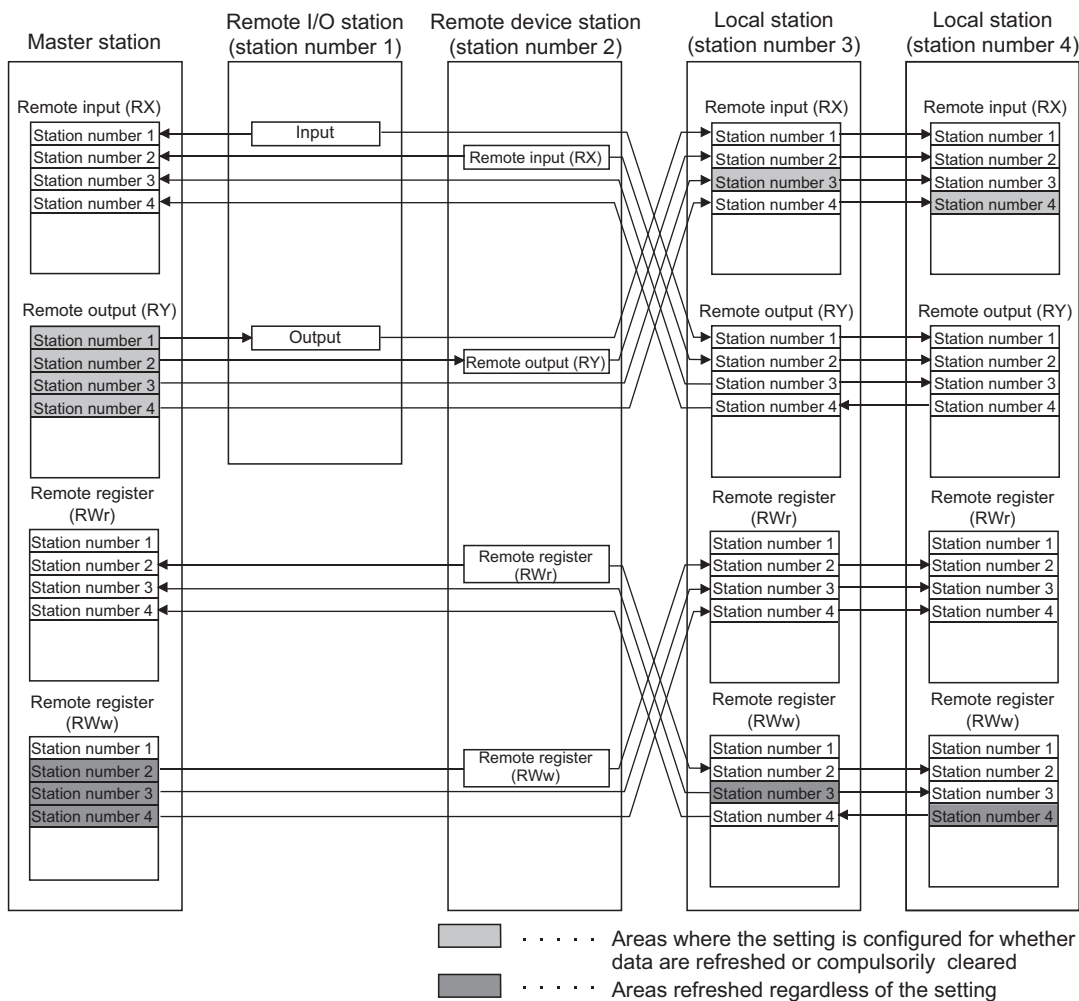 Master station
Remote I/O station
(station number 1)
Remote device station
(station number 2)
Local station
(station number 3)
Local station
(station number 4)
Remote input (RX)
Station number 1
Station number 2
Station number 3
Station number 4
Input
Remote input (RX)
Remote input (RX)
Station number 1
Station number 2
Station number 3
Station number 4
Remote input (RX)
Station number 1
Station number 2
Station number 3
Station number 4
Remote output (RY)
Station number 1
Station number 2
Station number 3
Station number 4
Output
Remote output (RY)
Remote output (RY)
Station number 1
Station number 2
Station number 3
Station number 4
Remote output (RY)
Station number 1
Station number 2
Station number 3
Station number 4
Remote register
(RWr)
Station number 1
Station number 2
Station number 3
Station number 4
Remote register
(RWr)
Remote register
(RWr)
Station number 1
Station number 2
Station number 3
Station number 4
Remote register
(RWr)
Station number 1
Station number 2
Station number 3
Station number 4
Remote register
(RWw)
Station number 1
Station number 2
Station number 3
Station number 4
Remote register
(RWw)
Remote register
(RWw)
Station number 1
Station number 2
Station number 3
Station number 4
Remote register
(RWw)
Station number 1
Station number 2
Station number 3
Station number 4
. . . . . Areas where the setting is configured for whether
data are refreshed or compulsorily cleared
. . . . . Areas refreshed regardless of the setting